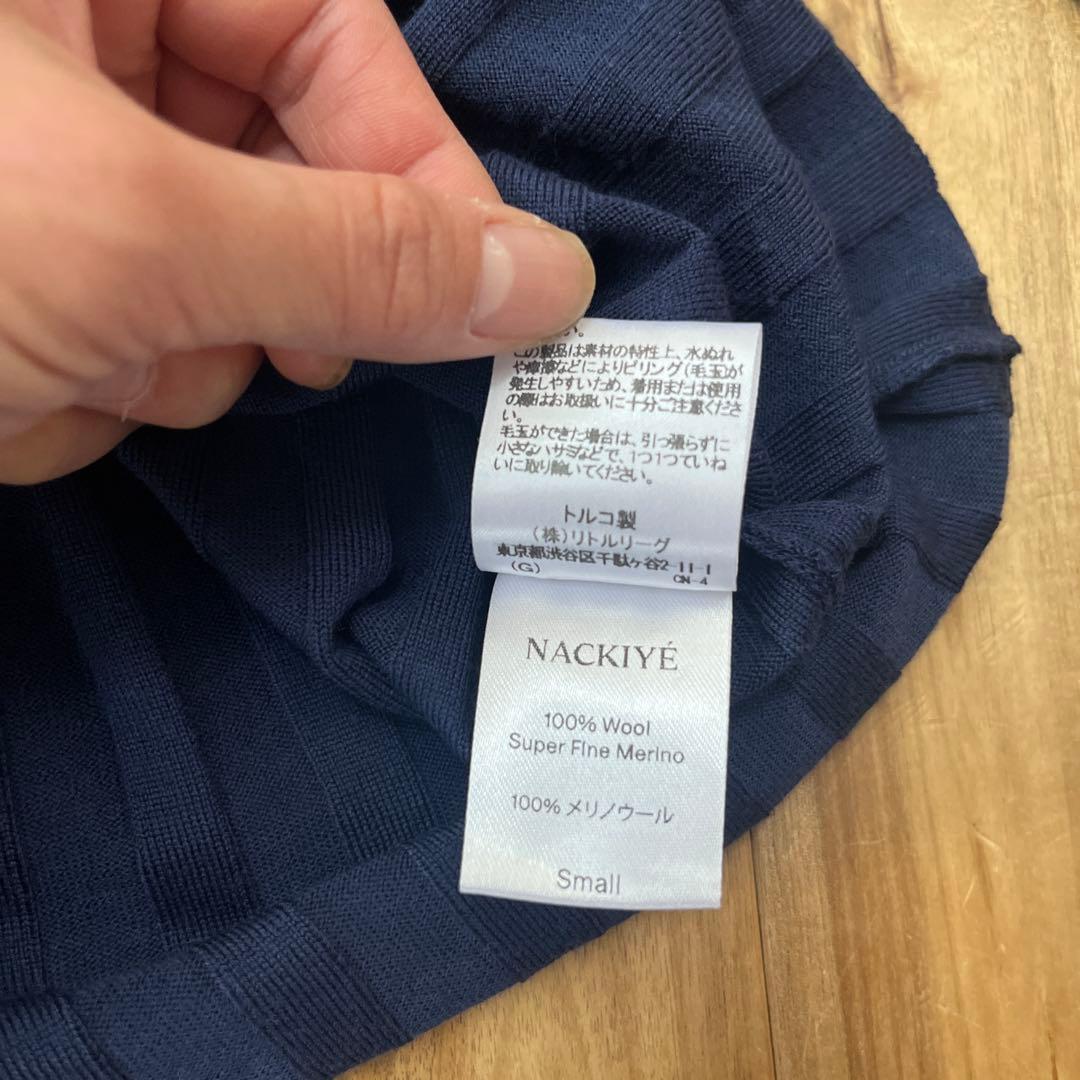 い。
この製品は素材の特性上、水ぬれ
や摩擦などによりピリング(毛玉)が
発生しやすいため、着用または使用
の際はお取扱いに十分ご注意くださ
い。
毛玉ができた場合は、引っ張らずに
小さなハサミなどで、1つ1つていね
いに取り除いてください。
トルコ製
(株)リトルリーグ
東京都渋谷区千駄ヶ谷2-11-1
(G) CN-4
NACKIYÉ
100% Wool
Super Fine Merino
100% メリノウール
Small